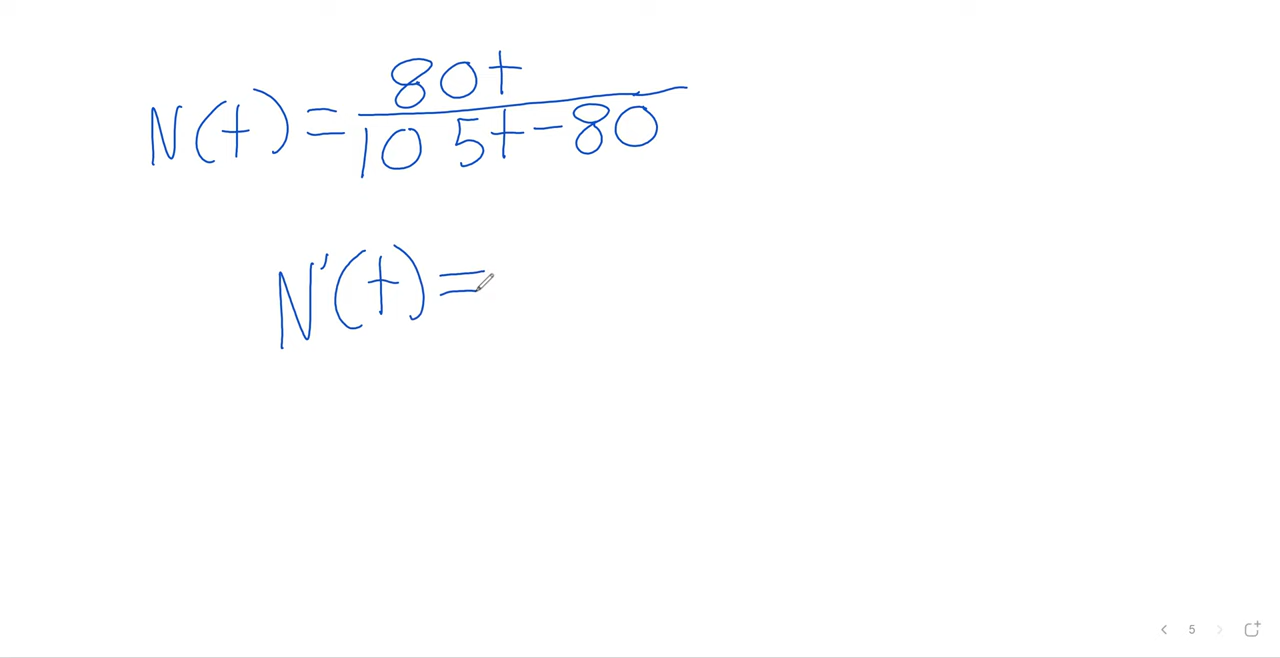 N(t) = 80t
105t - 80
N'(t) =
5